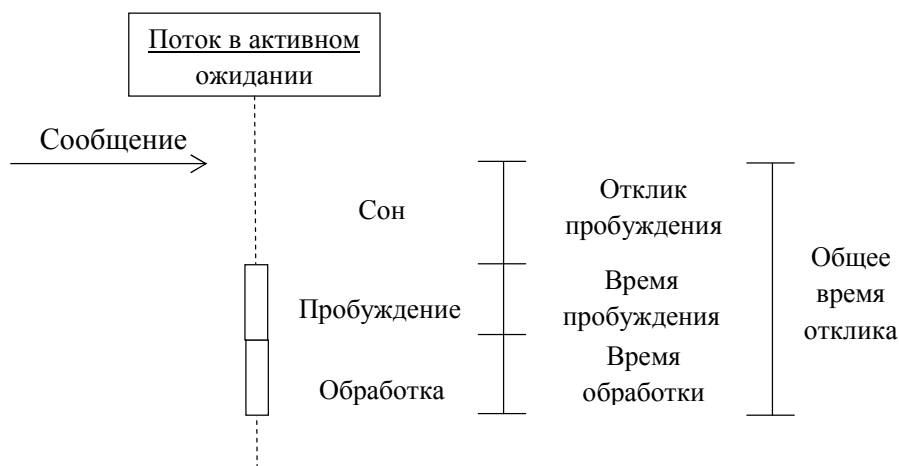 Поток в активном
ожидании
Сообщение
Сон
Отклик
пробуждения
Общее
время
отклика
Пробуждение
Время
пробуждения
Обработка
Время
обработки